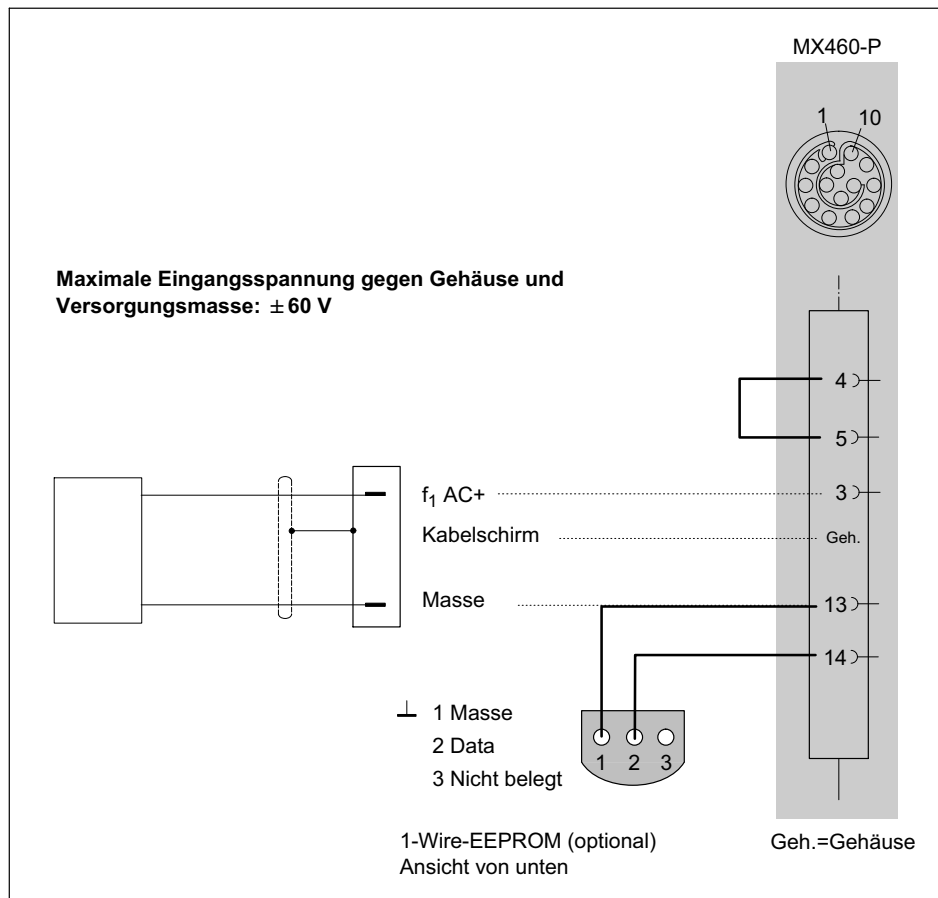 MX460-P
1 10
Maximale Eingangsspannung gegen Gehäuse und
Versorgungsmasse: ± 60 V
4
5
f1 AC+ 3
Kabelschirm Geh.
Masse 13
14
1 Masse
2 Data
3 Nicht belegt
1 2 3
1-Wire-EEPROM (optional)
Ansicht von unten
Geh.=Gehäuse